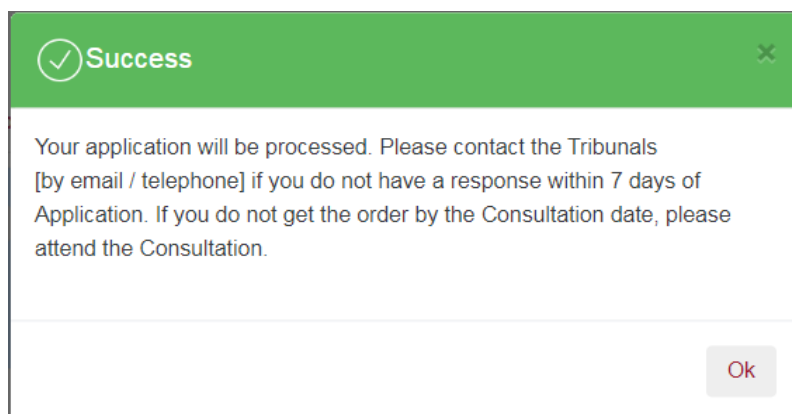 Success
×
Your application will be processed. Please contact the Tribunals
[by email / telephone] if you do not have a response within 7 days of
Application. If you do not get the order by the Consultation date, please
attend the Consultation.
Ok